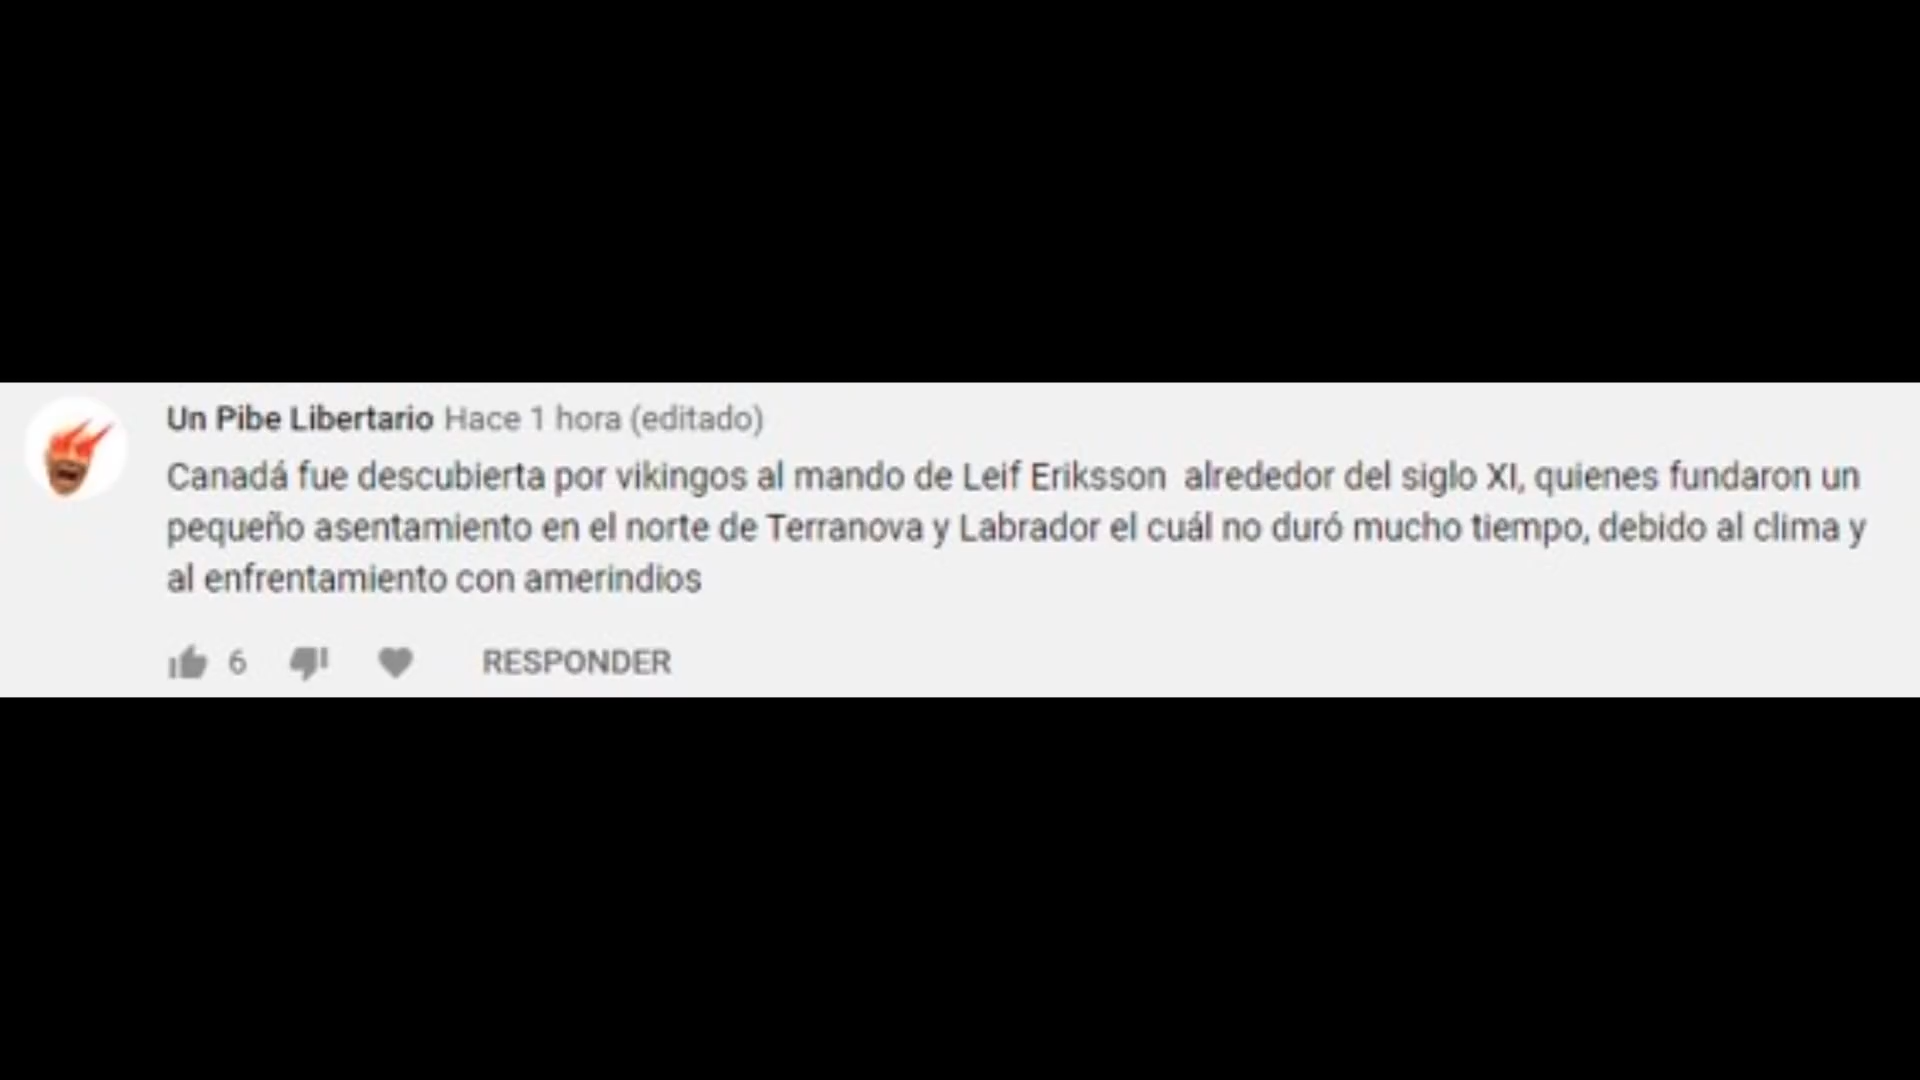 Un Pibe Libertario Hace 1 hora (editado)
Canadá fue descubierta por vikingos al mando de Leif Eriksson alrededor del siglo XI, quienes fundaron un
pequeño asentamiento en el norte de Terranova y Labrador el cuál no duró mucho tiempo, debido al clima y
al enfrentamiento con amerindios
6 RESPONDER